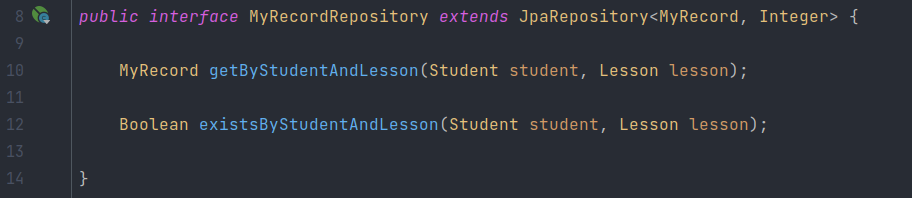 8 public interface MyRecordRepository extends JpaRepository<MyRecord, Integer> {
9
10 MyRecord getByStudentAndLesson(Student student, Lesson lesson);
11
12 Boolean existsByStudentAndLesson(Student student, Lesson lesson);
13
14 }